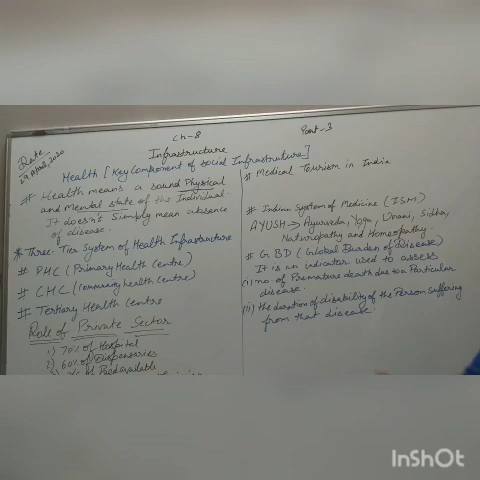 Date
29 April, 2020
Ch-8
Part-3
Infrastructure
Health [Key Component of Social Infrastruture]
# Health means a sound Physical
and Mental state of the Individual.
It doesn't Simply mean absence
of disease.
# Three-Tier System of Health Infrastructure
# PHC (Primary Health Centre)
# CHC (Community health Centre)
# Tertiary Health Centre
Role of Private Sector
1) 70% of Hospital
2) 60% of Dispensaries
# Medical Tourism in India
# Indian System of Medicine (ISM)
AYUSH → Ayurveda, Yoga, Unani, Sidha,
Naturopathy and Homeopathy.
# GBD (Global Burden of Disease)
It is an indicator used to assess
(i) no of Premature death due to a Particular
disease.
(ii) the duration of disability of the Person suffering
from that disease.
InShOt